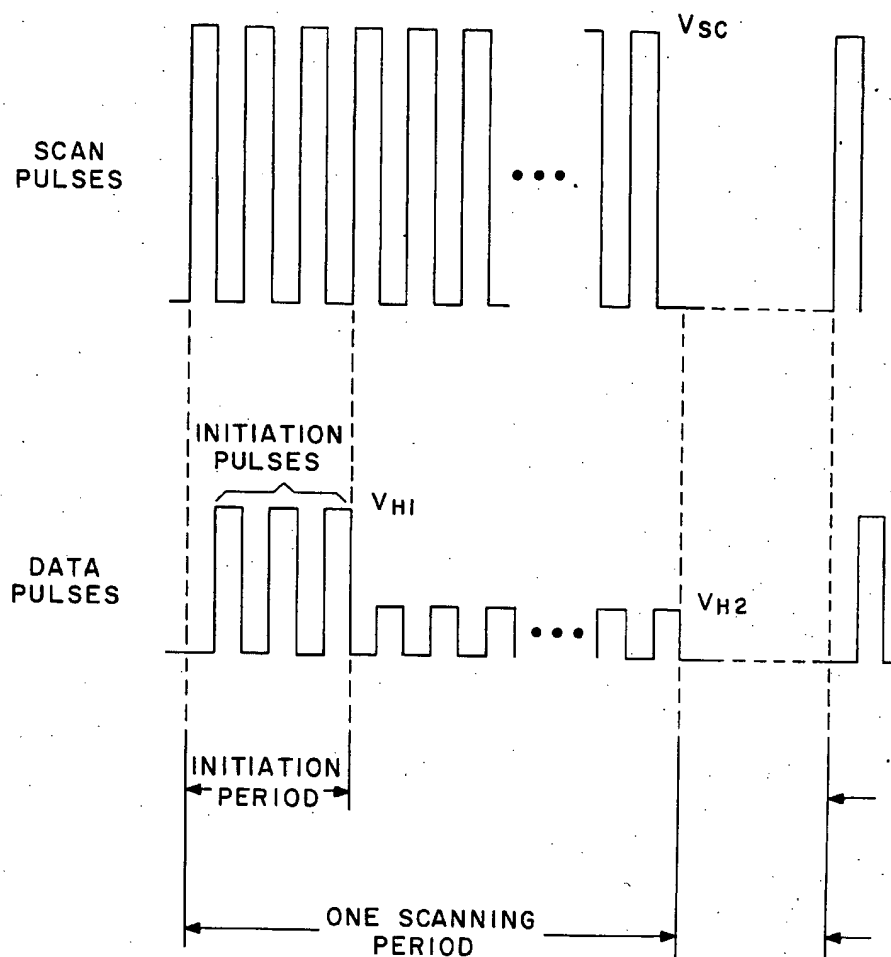 VSC
SCAN
PULSES
INITIATION
PULSES
VH1
DATA
PULSES
VH2
INITIATION
PERIOD
ONE SCANNING
PERIOD